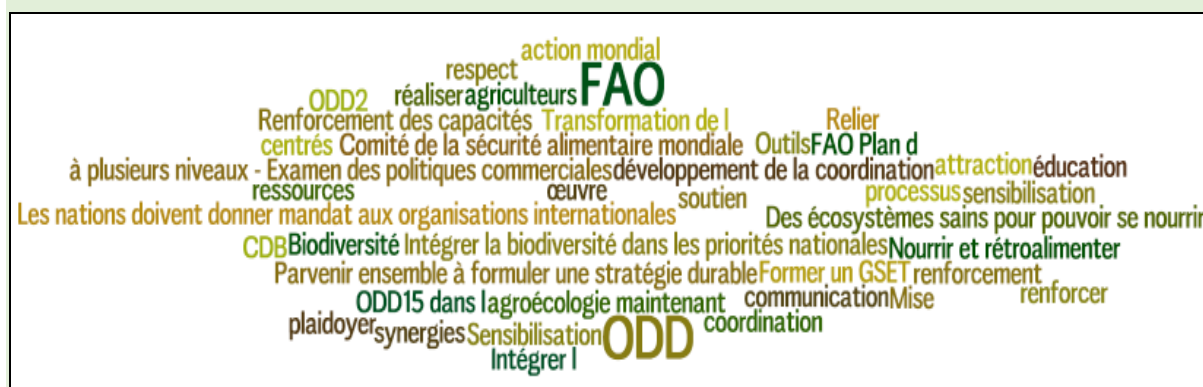 action mondial
respect FAO
ODD2 réaliser agriculteurs
Renforcement des capacités Transformation de l Relier
centrés Comité de la sécurité alimentaire mondiale Outils FAO Plan d
à plusieurs niveaux - Examen des politiques commerciales développement de la coordination attraction éducation
ressources œuvre soutien processus sensibilisation
Les nations doivent donner mandat aux organisations internationales Des écosystèmes sains pour pouvoir se nourrir
CDB Biodiversité Intégrer la biodiversité dans les priorités nationales Nourrir et rétroalimenter
Parvenir ensemble à formuler une stratégie durable Former un GSET renforcement
ODD15 dans l agroécologie maintenant communication Mise renforcer
plaidoyer synergies Sensibilisation ODD coordination
Intégrer l